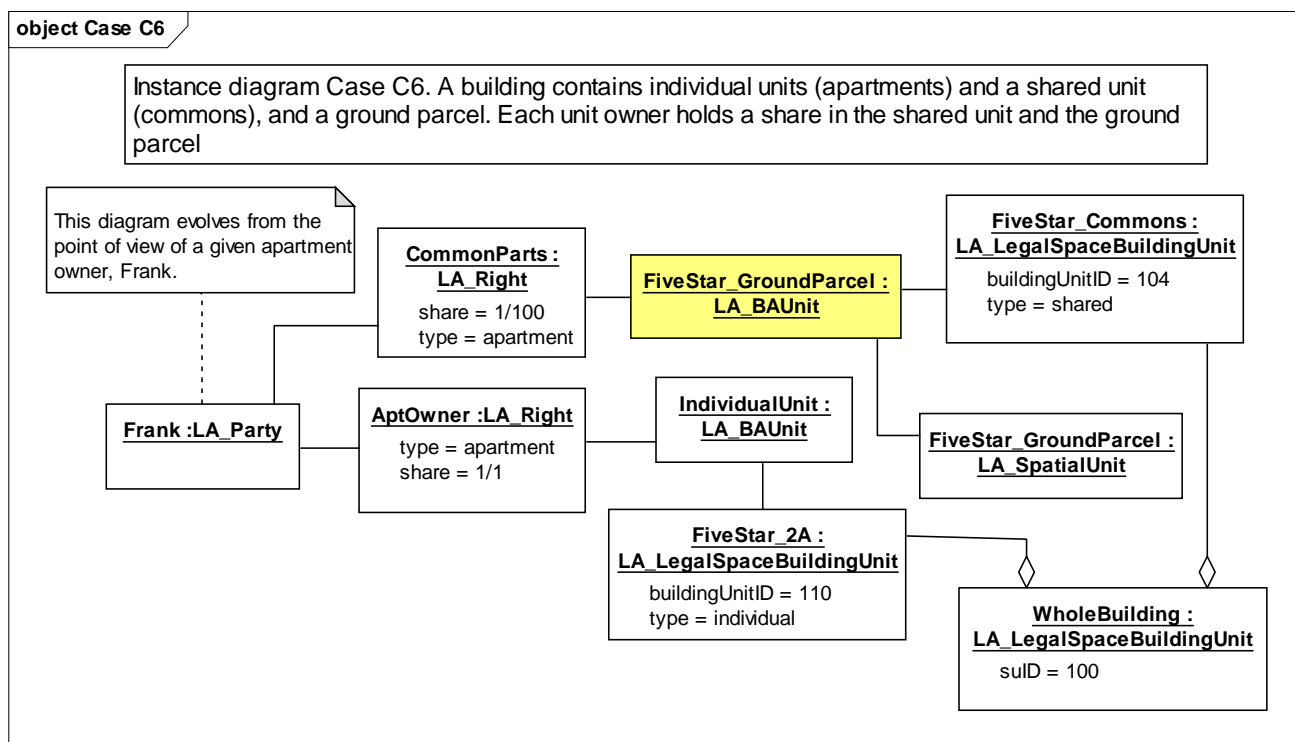 object Case C6
Instance diagram Case C6. A building contains individual units (apartments) and a shared unit
(commons), and a ground parcel. Each unit owner holds a share in the shared unit and the ground
parcel
This diagram evolves from the
point of view of a given apartment
owner, Frank.
CommonParts :
LA_Right
share = 1/100
type = apartment
FiveStar_GroundParcel :
LA_BAUnit
FiveStar_Commons :
LA_LegalSpaceBuildingUnit
buildingUnitID = 104
type = shared
Frank :LA_Party
AptOwner :LA_Right
type = apartment
share = 1/1
IndividualUnit :
LA_BAUnit
FiveStar_GroundParcel :
LA_SpatialUnit
FiveStar_2A :
LA_LegalSpaceBuildingUnit
buildingUnitID = 110
type = individual
WholeBuilding :
LA_LegalSpaceBuildingUnit
suID = 100